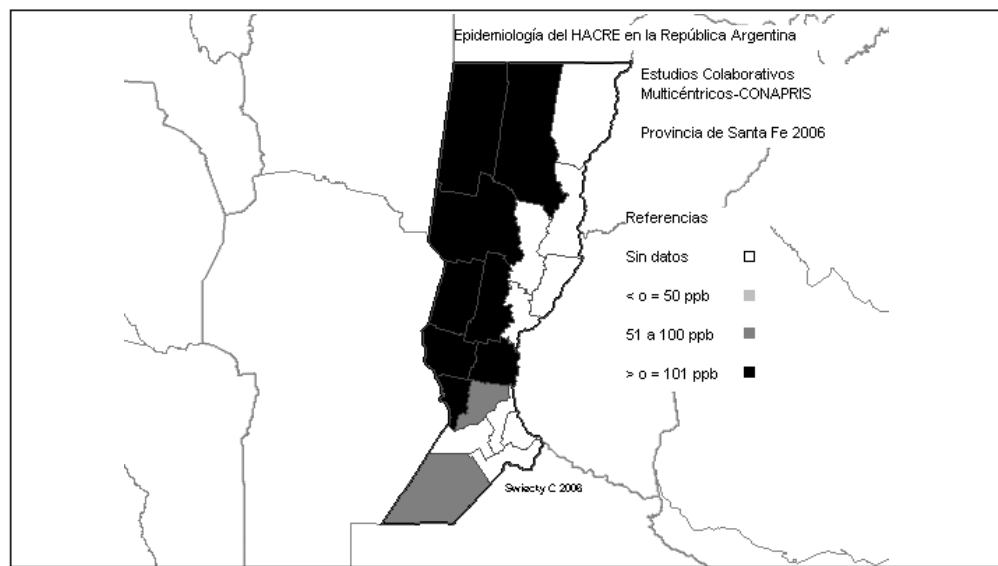 Epidemiología del HACRE en la República Argentina
Estudios Colaborativos
Multicéntricos-CONAPRIS
Provincia de Santa Fe 2006
Referencias
Sin datos
< o = 50 ppb
51 a 100 ppb
> o = 101 ppb
Swiecky C 2006